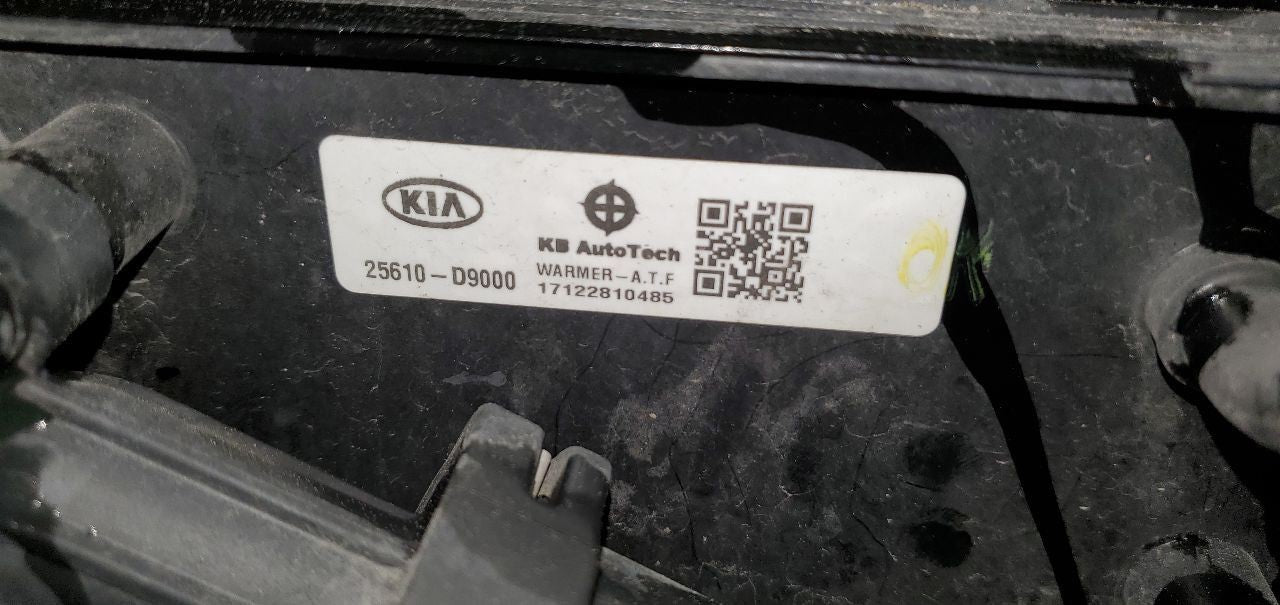 KIA
25610-D9000
KB AutoTech
WARMER-A.T.F
17122810485